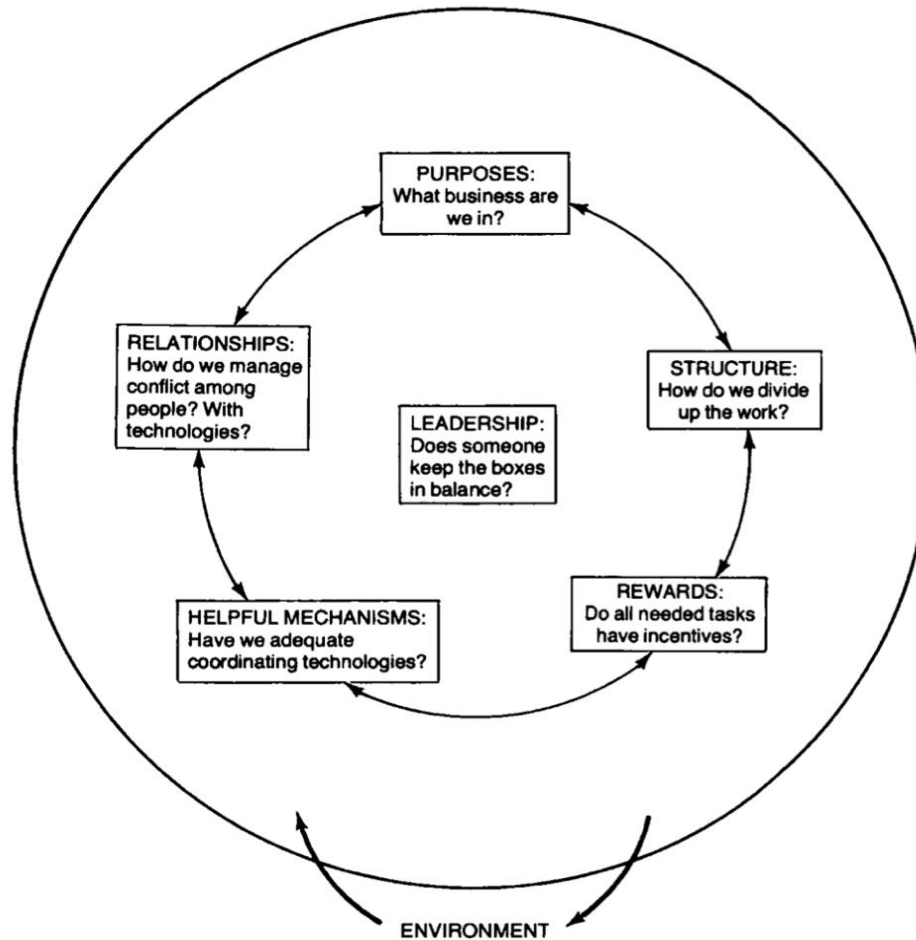 PURPOSES:
What business are
we in?
RELATIONSHIPS:
How do we manage
conflict among
people? With
technologies?
STRUCTURE:
How do we divide
up the work?
LEADERSHIP:
Does someone
keep the boxes
in balance?
HELPFUL MECHANISMS:
Have we adequate
coordinating technologies?
REWARDS:
Do all needed tasks
have incentives?
ENVIRONMENT